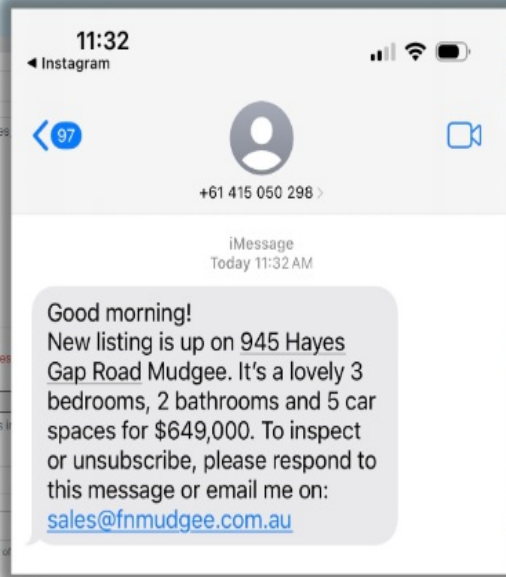 11:32
◀ Instagram
97
+61 415 050 298 >
iMessage
Today 11:32 AM
Good morning!
New listing is up on 945 Hayes
Gap Road Mudgee. It's a lovely 3
bedrooms, 2 bathrooms and 5 car
spaces for $649,000. To inspect
or unsubscribe, please respond to
this message or email me on:
sales@fnmudgee.com.au